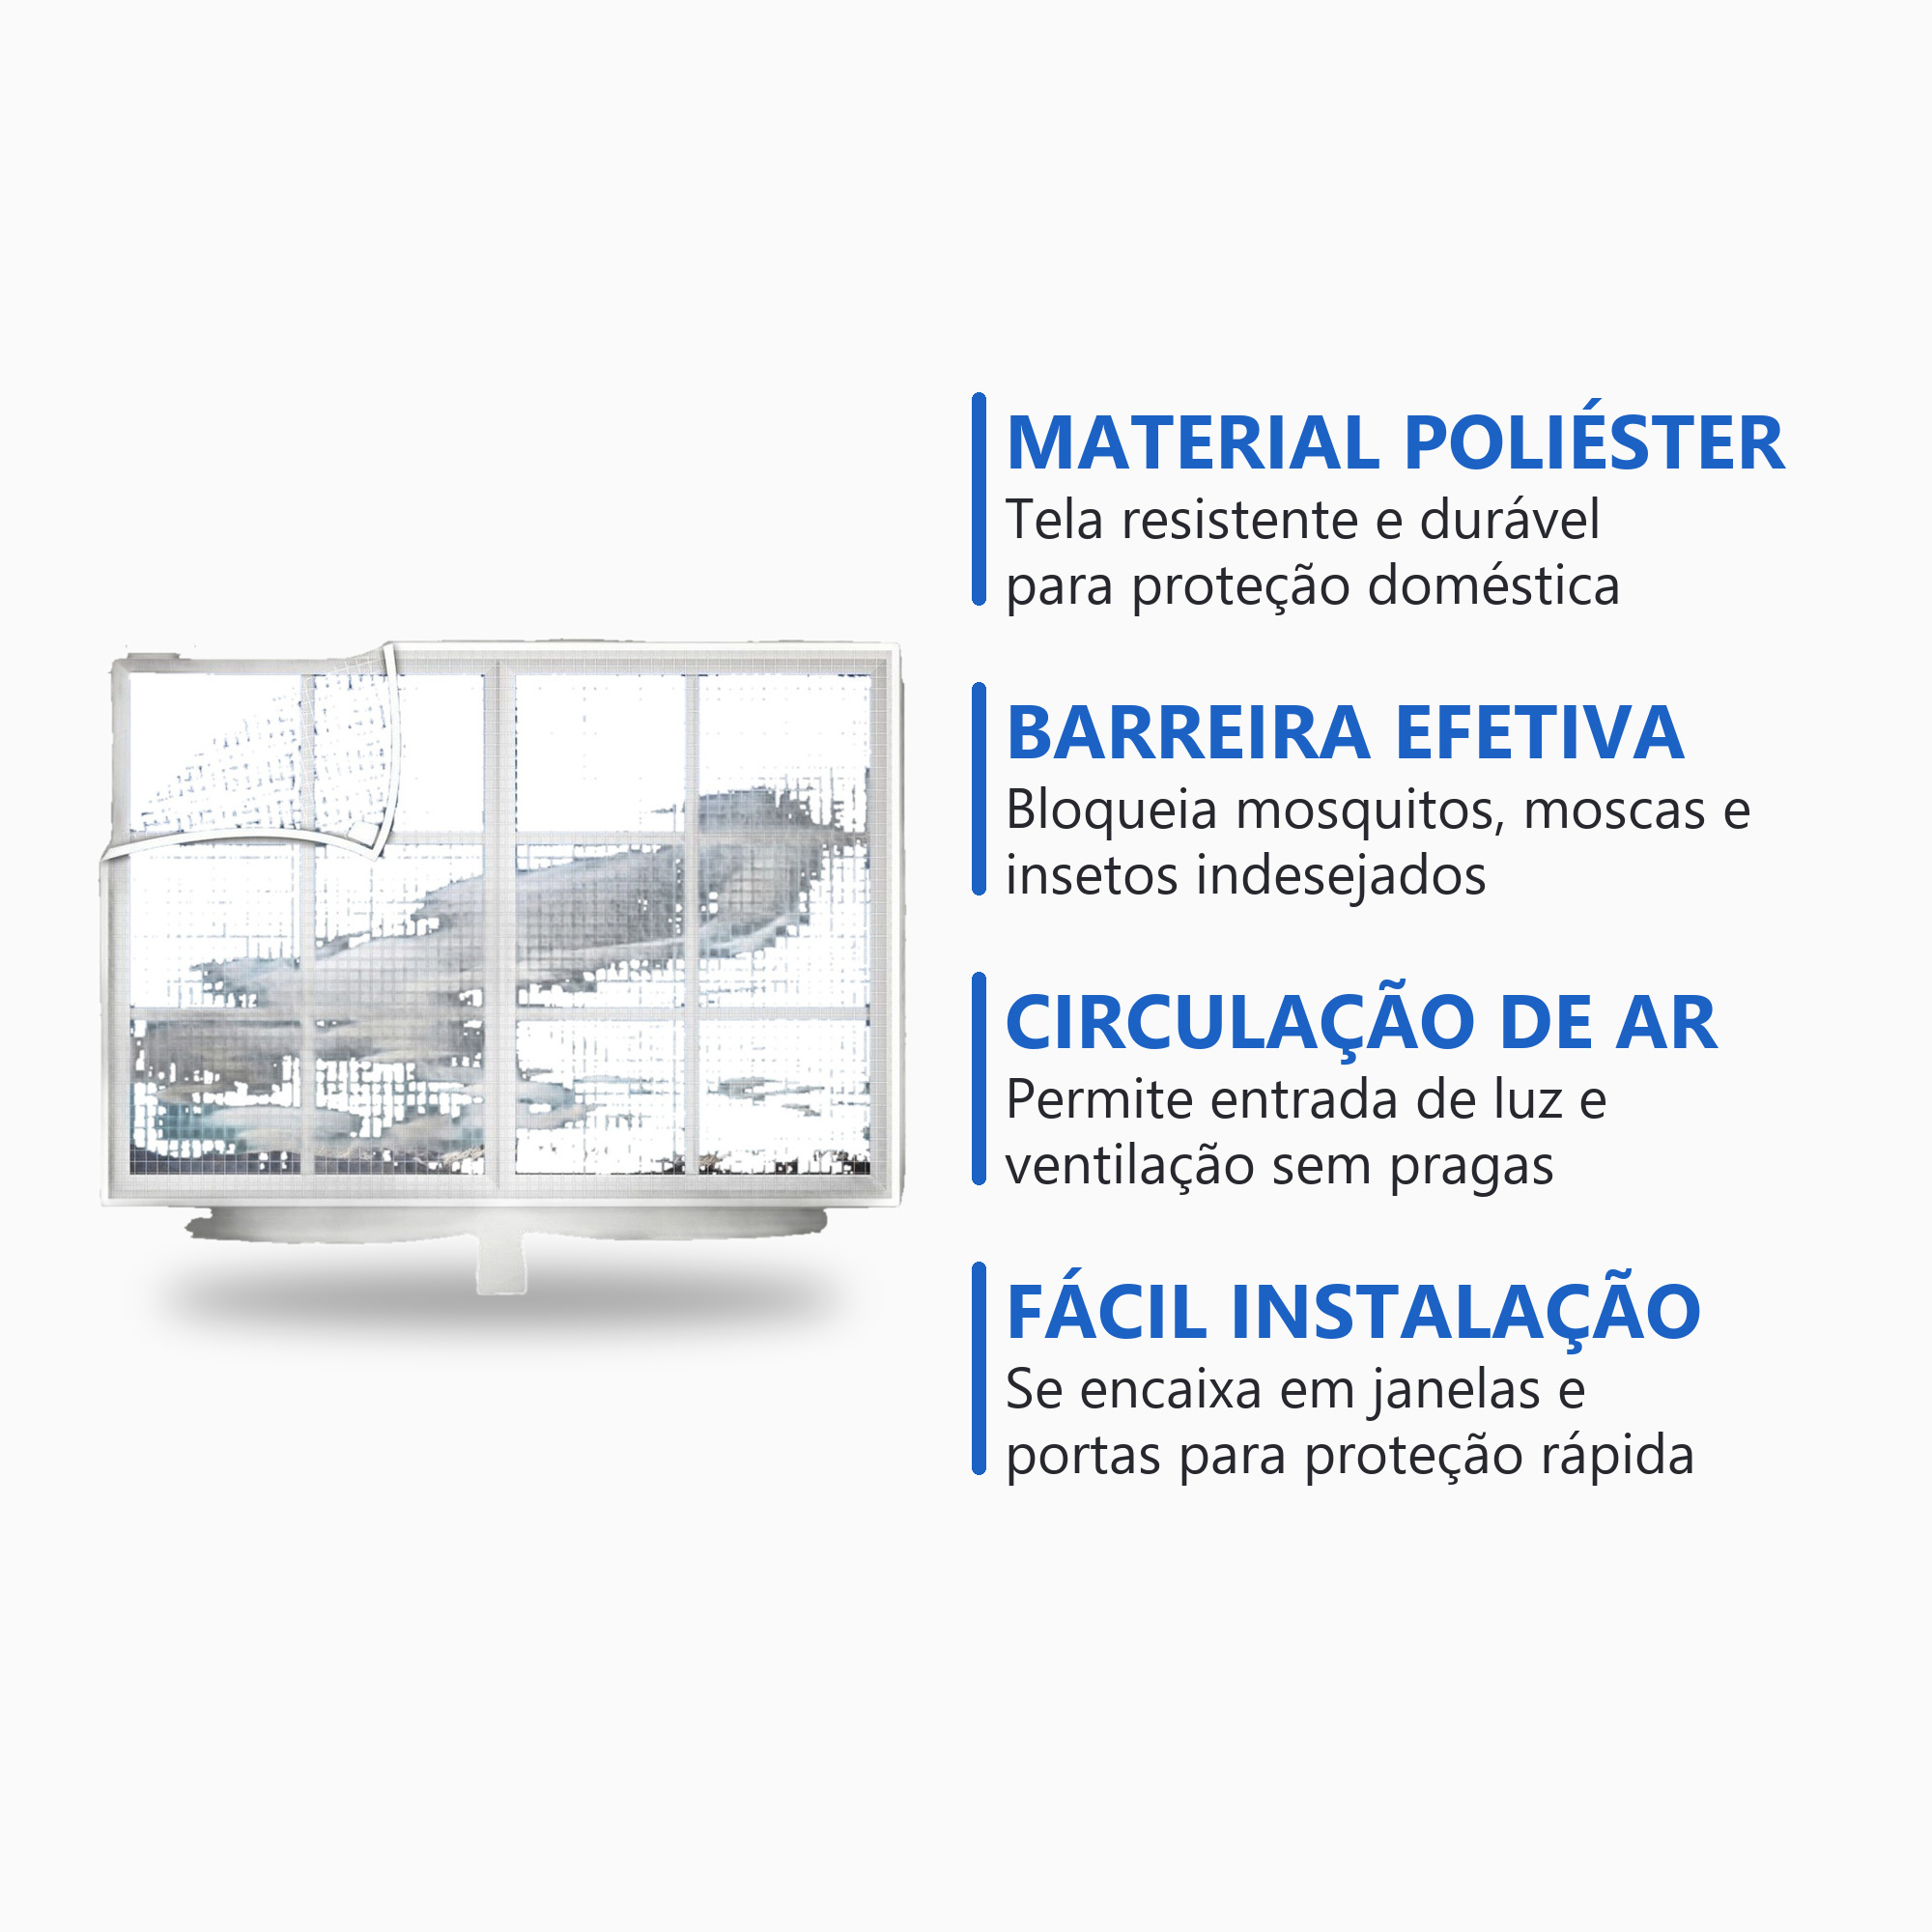 MATERIAL POLIÉSTER
Tela resistente e durável
para proteção doméstica
BARREIRA EFETIVA
Bloqueia mosquitos, moscas e
insetos indesejados
CIRCULAÇÃO DE AR
Permite entrada de luz e
ventilação sem pragas
FÁCIL INSTALAÇÃO
Se encaixa em janelas e
portas para proteção rápida